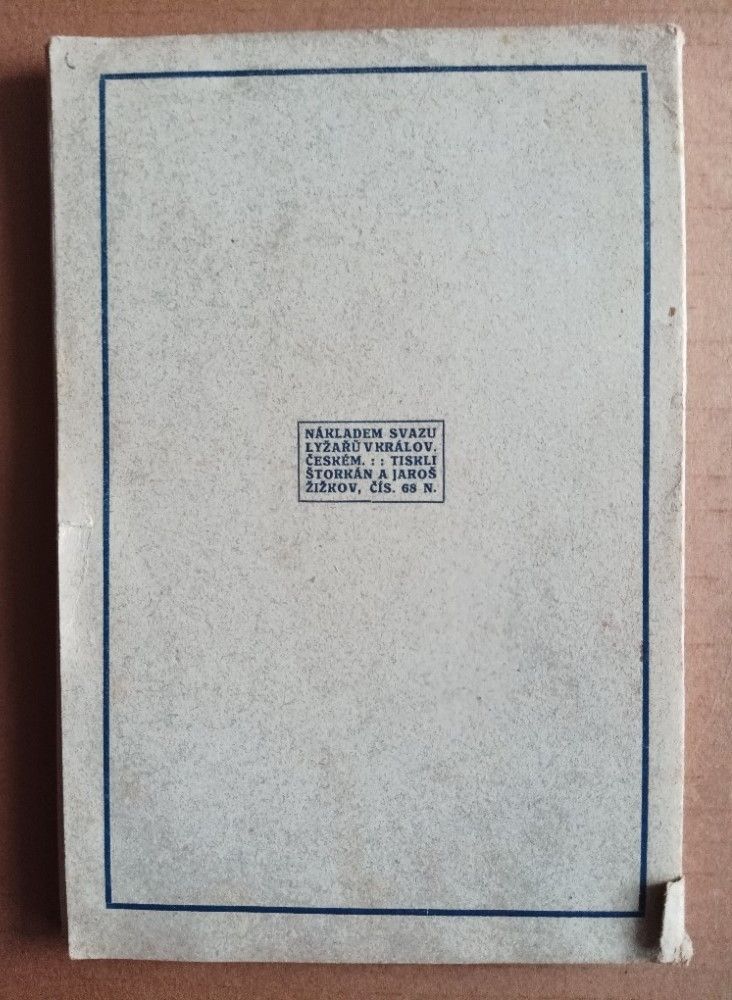 NÁKLADEM SVAZU
LYŽAŘŮ V KRÁLOV.
ČESKÉM. : : TISKLI
ŠTORKÁN A JAROŠ
ŽIŽKOV, ČÍS. 68 N.